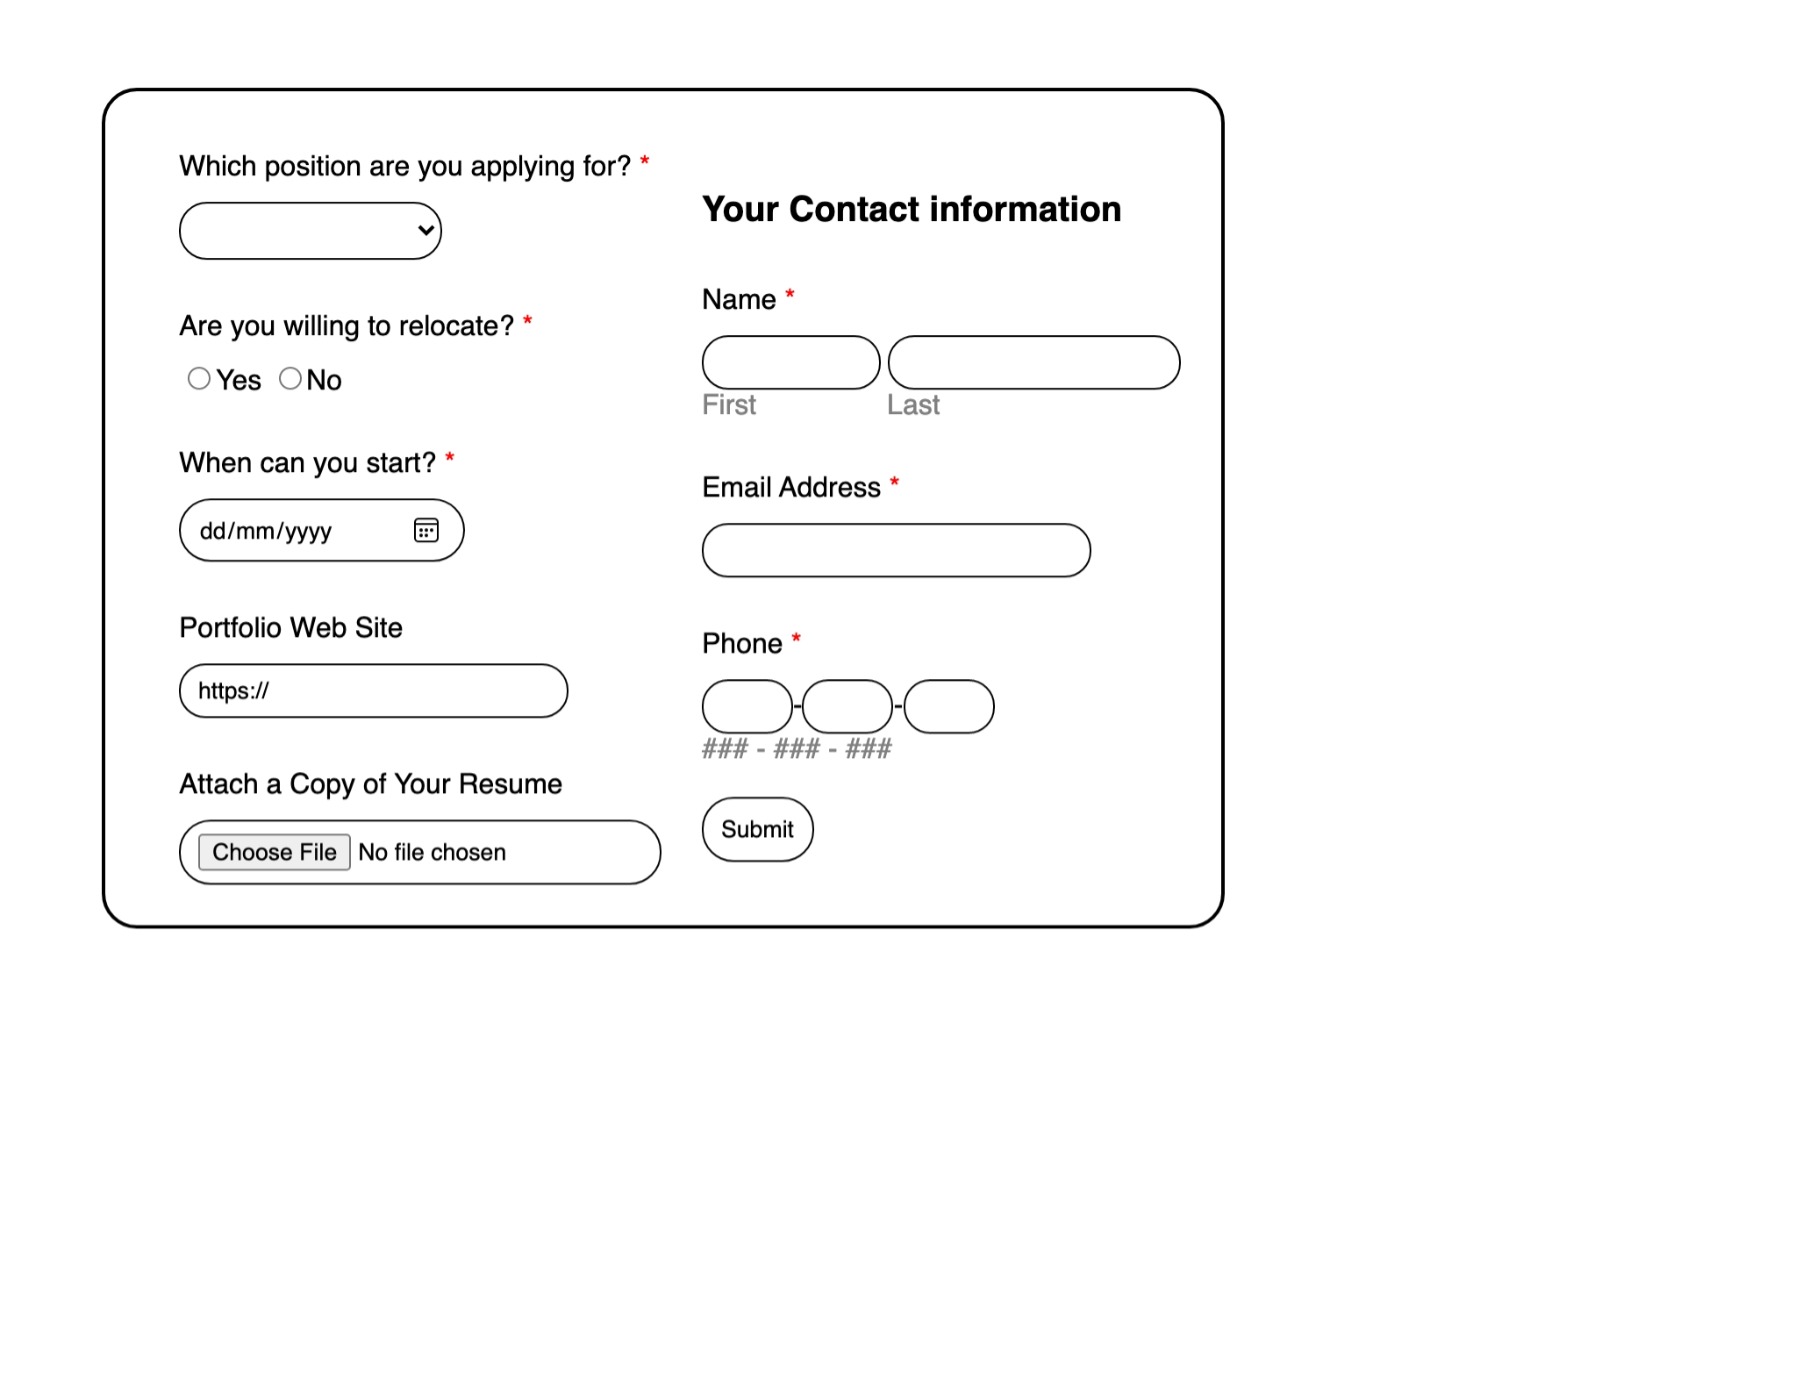 Which position are you applying for? *
Are you willing to relocate? *
Yes No
When can you start? *
dd/mm/yyyy
Portfolio Web Site
https://
Attach a Copy of Your Resume
Choose File No file chosen
Your Contact information
Name *
First Last
Email Address *
Phone *
- -
### - ### - ###
Submit